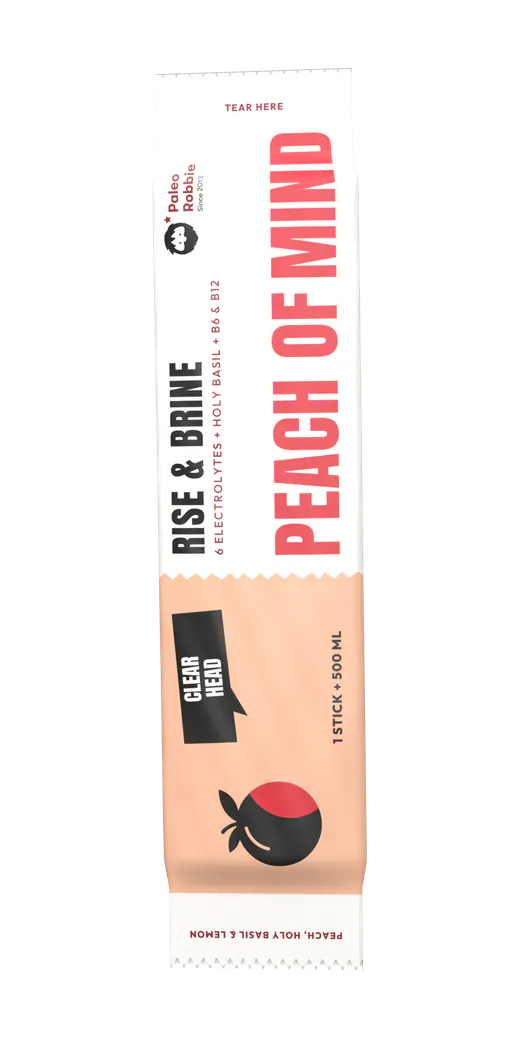 TEAR HERE
Paleo
Robbie
Since 2013
RISE & BRINE
6 ELECTROLYTES + HOLY BASIL + B6 & B12
PEACH OF MIND
CLEAR
HEAD
1 STICK + 500 ML
PEACH, HOLY BASIL & LEMON